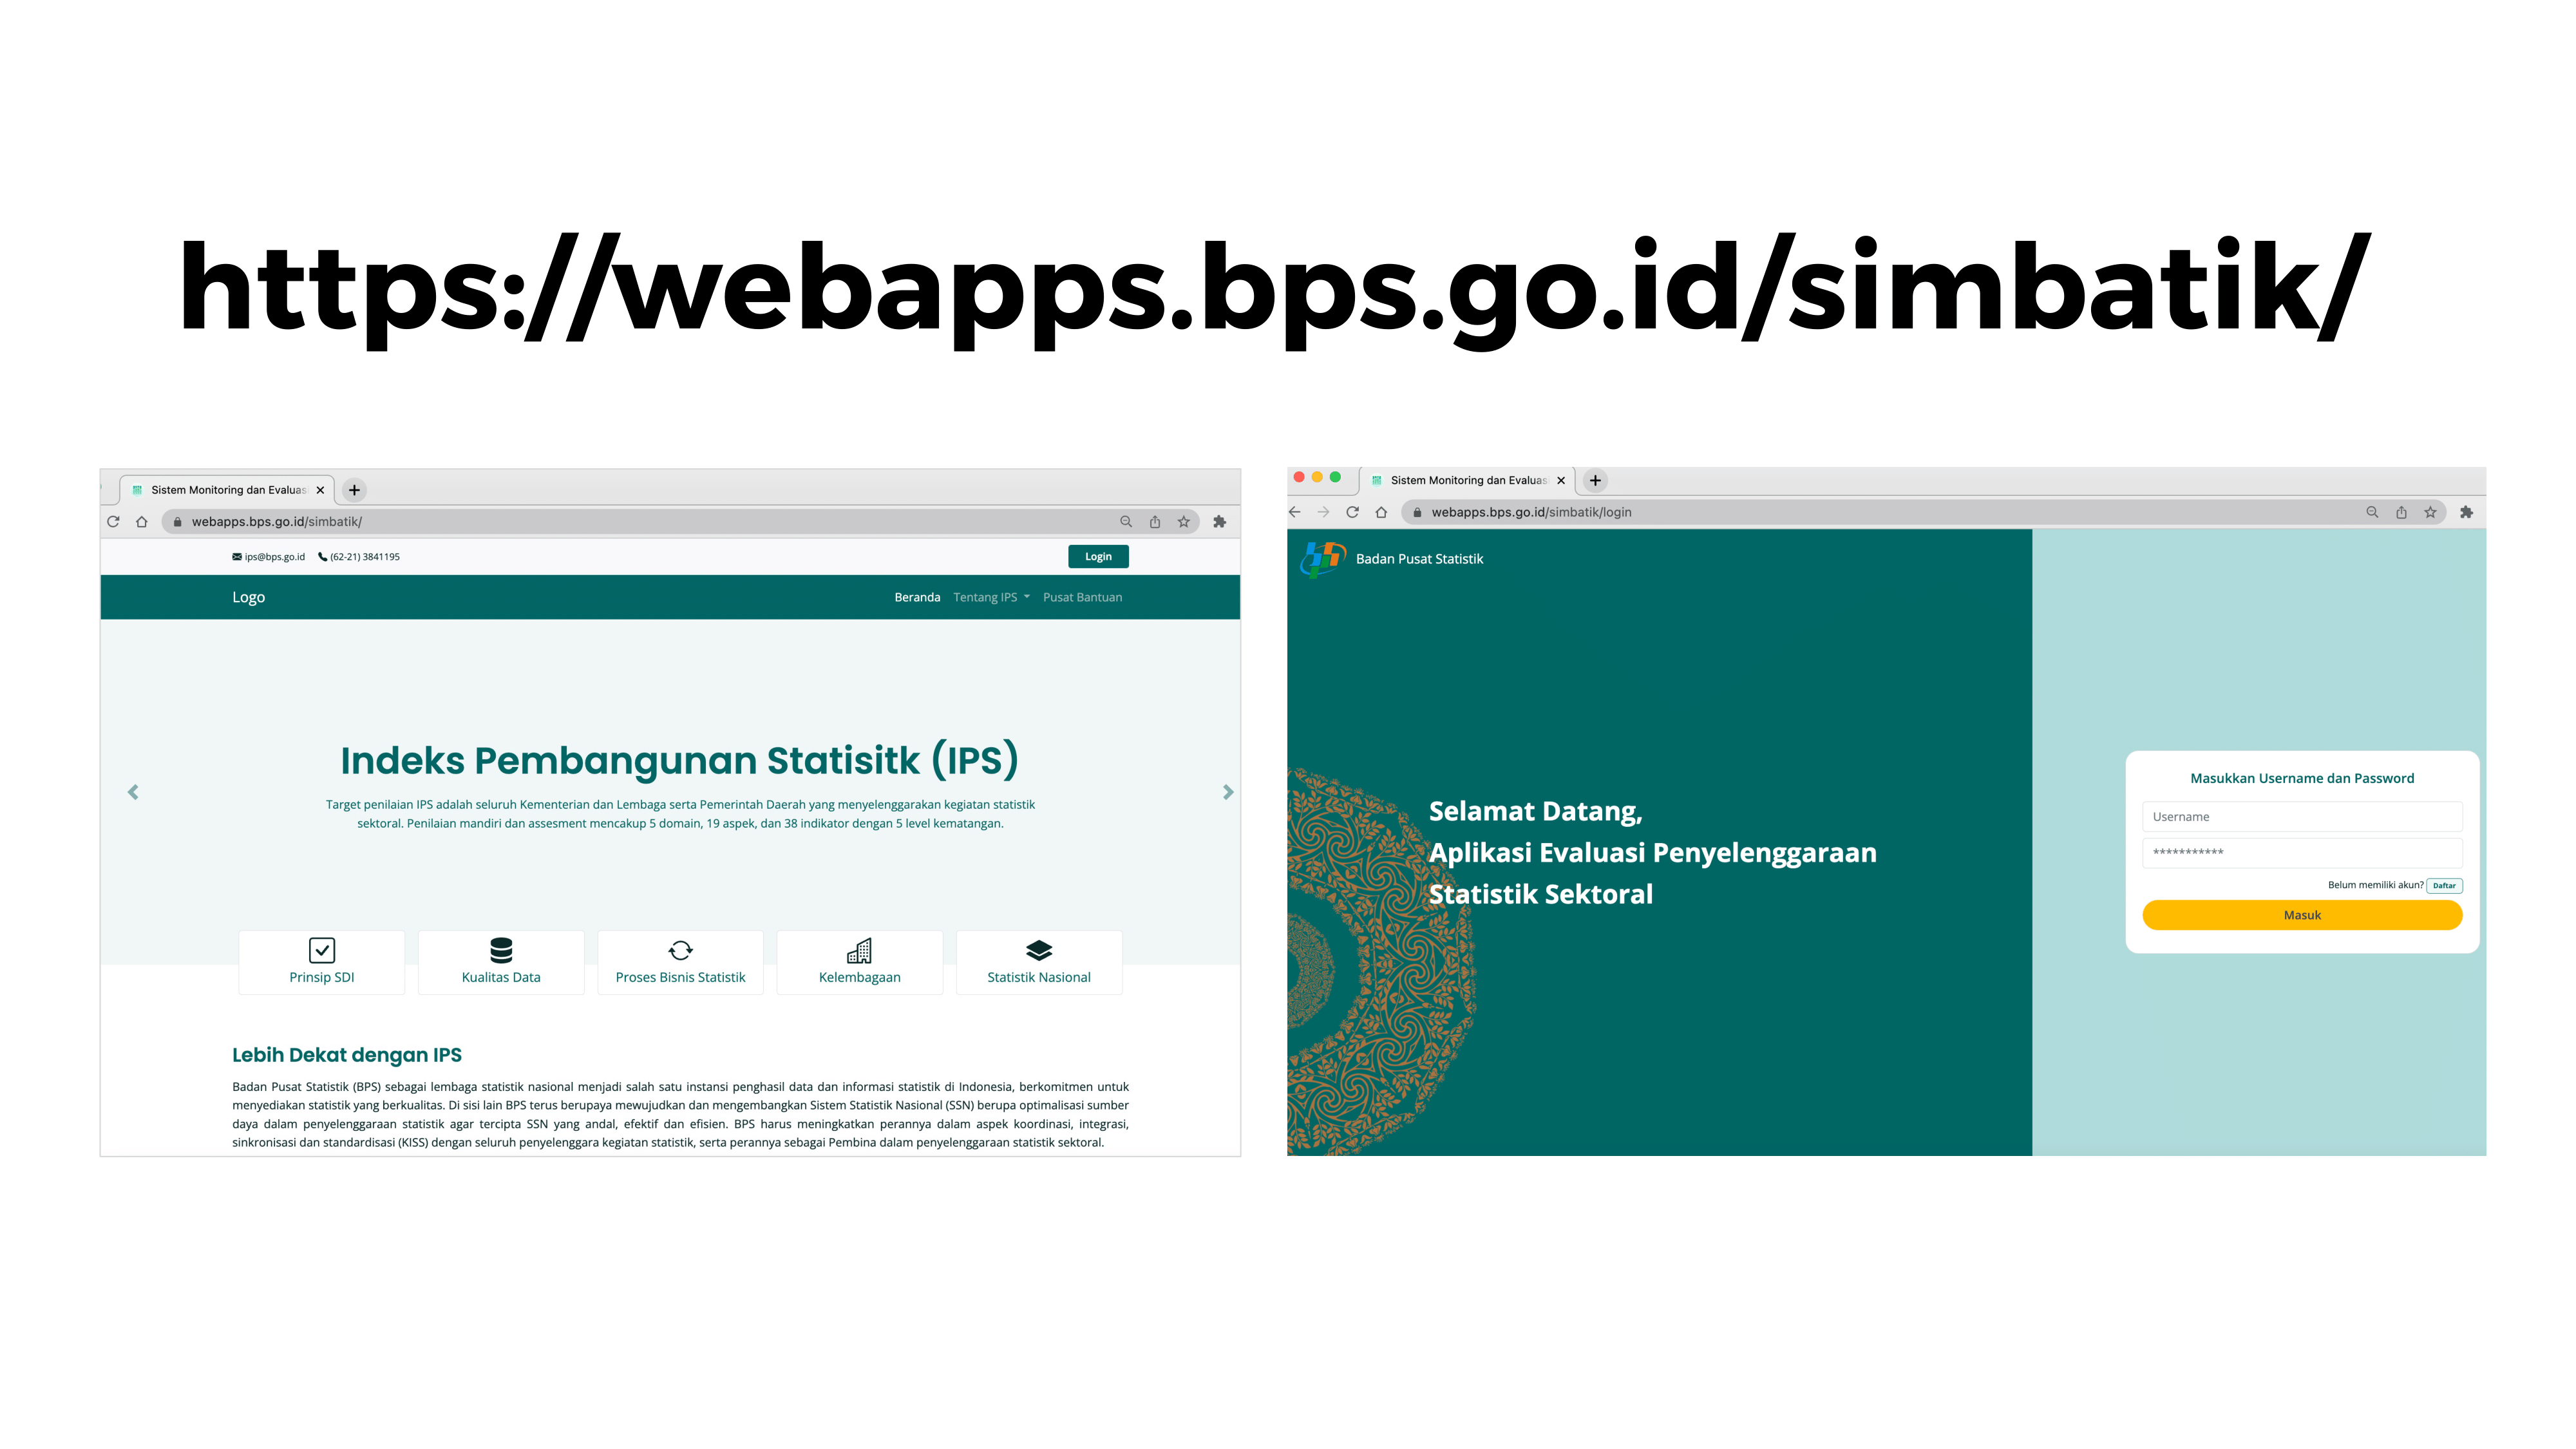 https://webapps.bps.go.id/simbatik/
Sistem Monitoring dan Evaluas
webapps.bps.go.id/simbatik/
ips@bps.go.id (62-21) 3841195
Login
Logo
Beranda Tentang IPS Pusat Bantuan
Indeks Pembangunan Statisitk (IPS)
Target penilaian IPS adalah seluruh Kementerian dan Lembaga serta Pemerintah Daerah yang menyelenggarakan kegiatan statistik
sektoral. Penilaian mandiri dan assesment mencakup 5 domain, 19 aspek, dan 38 indikator dengan 5 level kematangan.
Prinsip SDI
Kualitas Data
Proses Bisnis Statistik
Kelembagaan
Statistik Nasional
Lebih Dekat dengan IPS
Badan Pusat Statistik (BPS) sebagai lembaga statistik nasional menjadi salah satu instansi penghasil data dan informasi statistik di Indonesia, berkomitmen untuk
menyediakan statistik yang berkualitas. Di sisi lain BPS terus berupaya mewujudkan dan mengembangkan Sistem Statistik Nasional (SSN) berupa optimalisasi sumber
daya dalam penyelenggaraan statistik agar tercipta SSN yang andal, efektif dan efisien. BPS harus meningkatkan perannya dalam aspek koordinasi, integrasi,
sinkronisasi dan standardisasi (KISS) dengan seluruh penyelenggara kegiatan statistik, serta perannya sebagai Pembina dalam penyelenggaraan statistik sektoral.
Sistem Monitoring dan Evaluas
webapps.bps.go.id/simbatik/login
Badan Pusat Statistik
Selamat Datang,
Aplikasi Evaluasi Penyelenggaraan
Statistik Sektoral
Masukkan Username dan Password
Username
***********
Belum memiliki akun? Daftar
Masuk